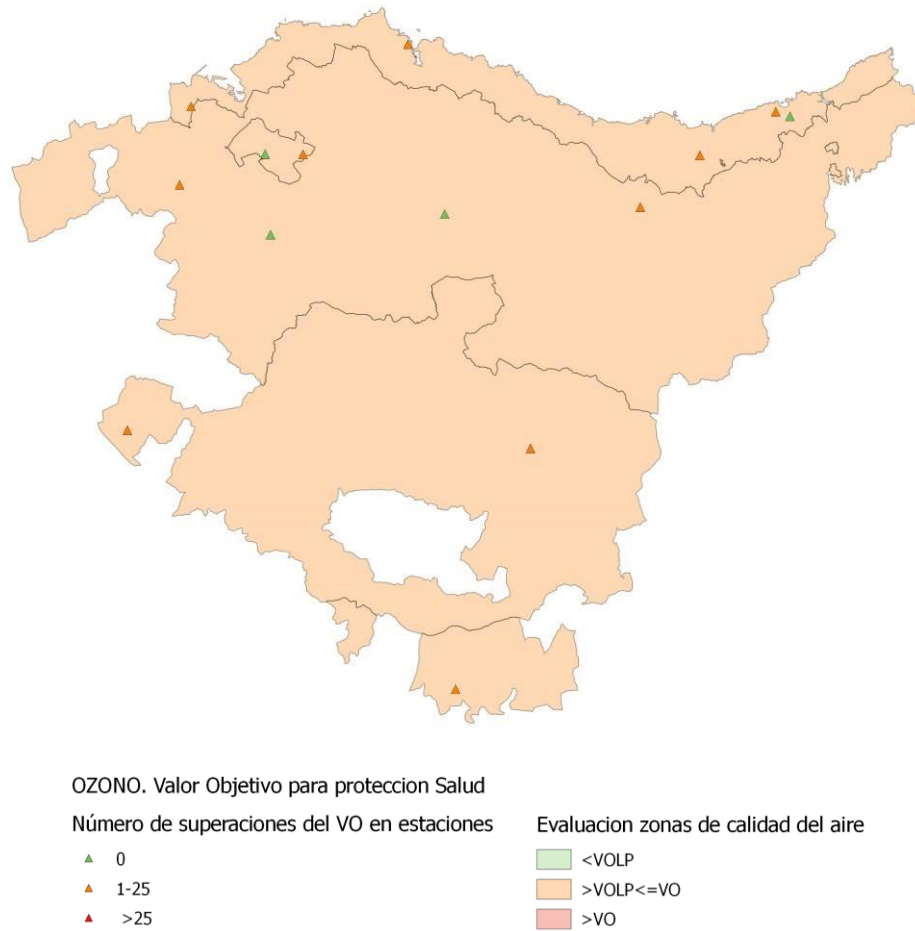 OZONO. Valor Objetivo para proteccion Salud
Número de superaciones del VO en estaciones
0
1-25
>25
Evaluacion zonas de calidad del aire
<VOLP
>VOLP<=VO
>VO